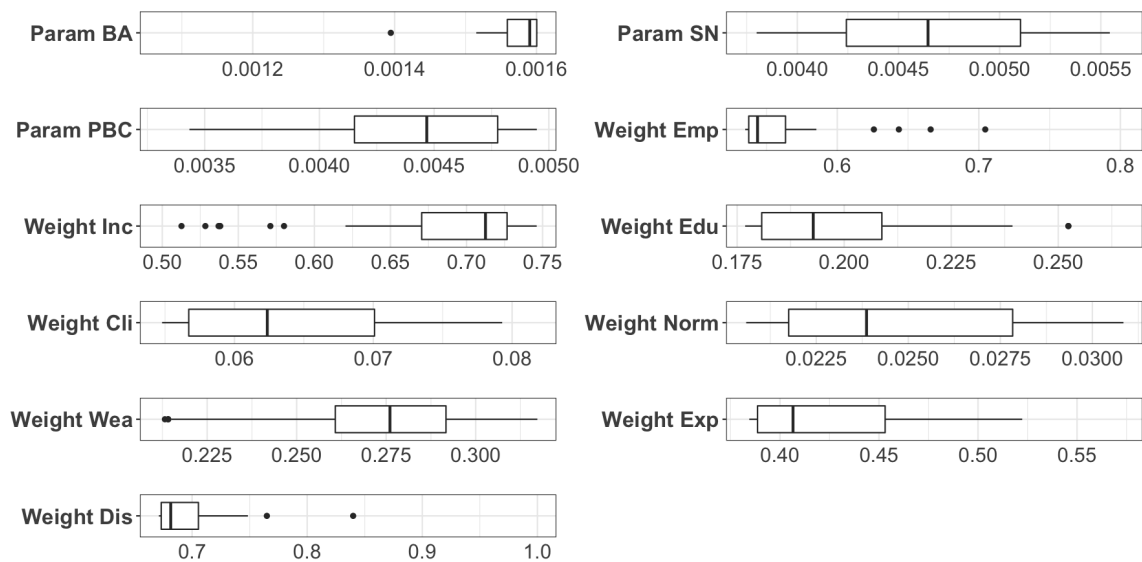 Param BA
0.0012 0.0014 0.0016
Param SN
0.0040 0.0045 0.0050 0.0055
Param PBC
0.0035 0.0040 0.0045 0.0050
Weight Emp
0.6 0.7 0.8
Weight Inc
0.50 0.55 0.60 0.65 0.70 0.75
Weight Edu
0.175 0.200 0.225 0.250
Weight Cli
0.06 0.07 0.08
Weight Norm
0.0225 0.0250 0.0275 0.0300
Weight Wea
0.225 0.250 0.275 0.300
Weight Exp
0.40 0.45 0.50 0.55
Weight Dis
0.7 0.8 0.9 1.0